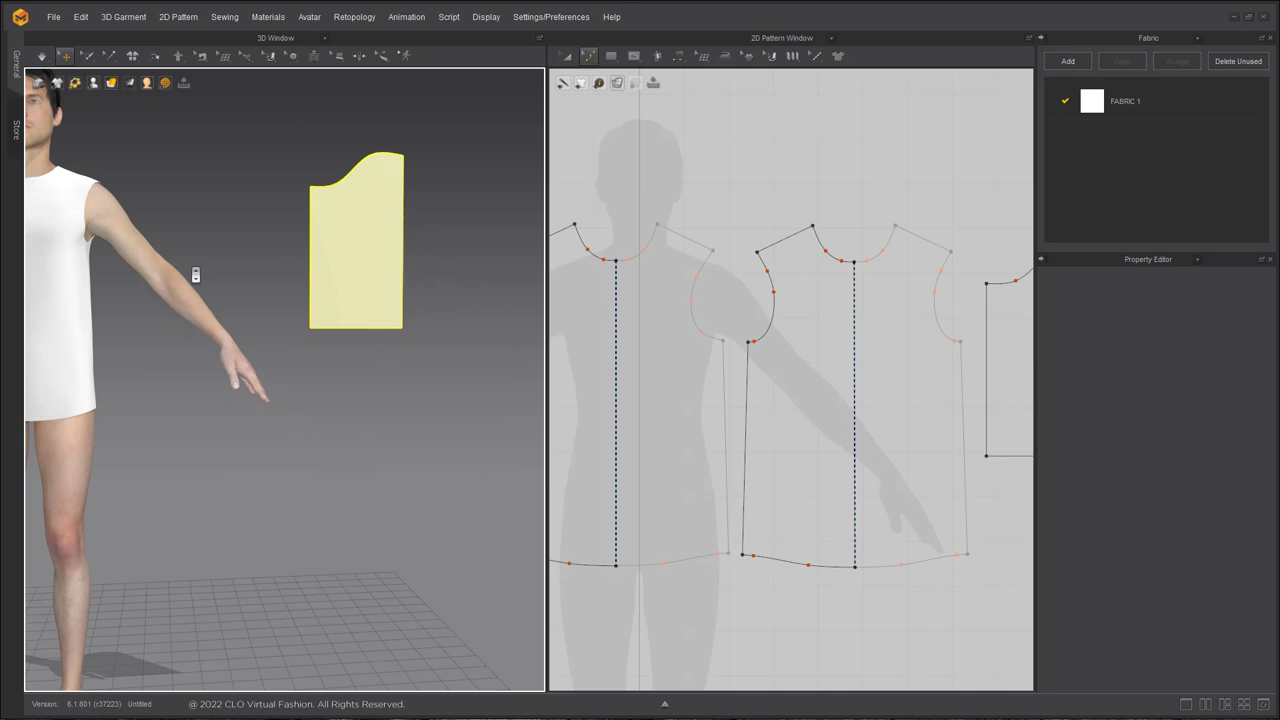 File Edit 3D Garment 2D Pattern Sewing Materials Avatar Retopology Animation Script Display Settings/Preferences Help
3D Window
2D Pattern Window
Fabric
General
Store
Add Copy Assign Delete Unused
FABRIC 1
Property Editor
Version: 6.1.601 (r37223) Untitled @ 2022 CLO Virtual Fashion. All Rights Reserved.